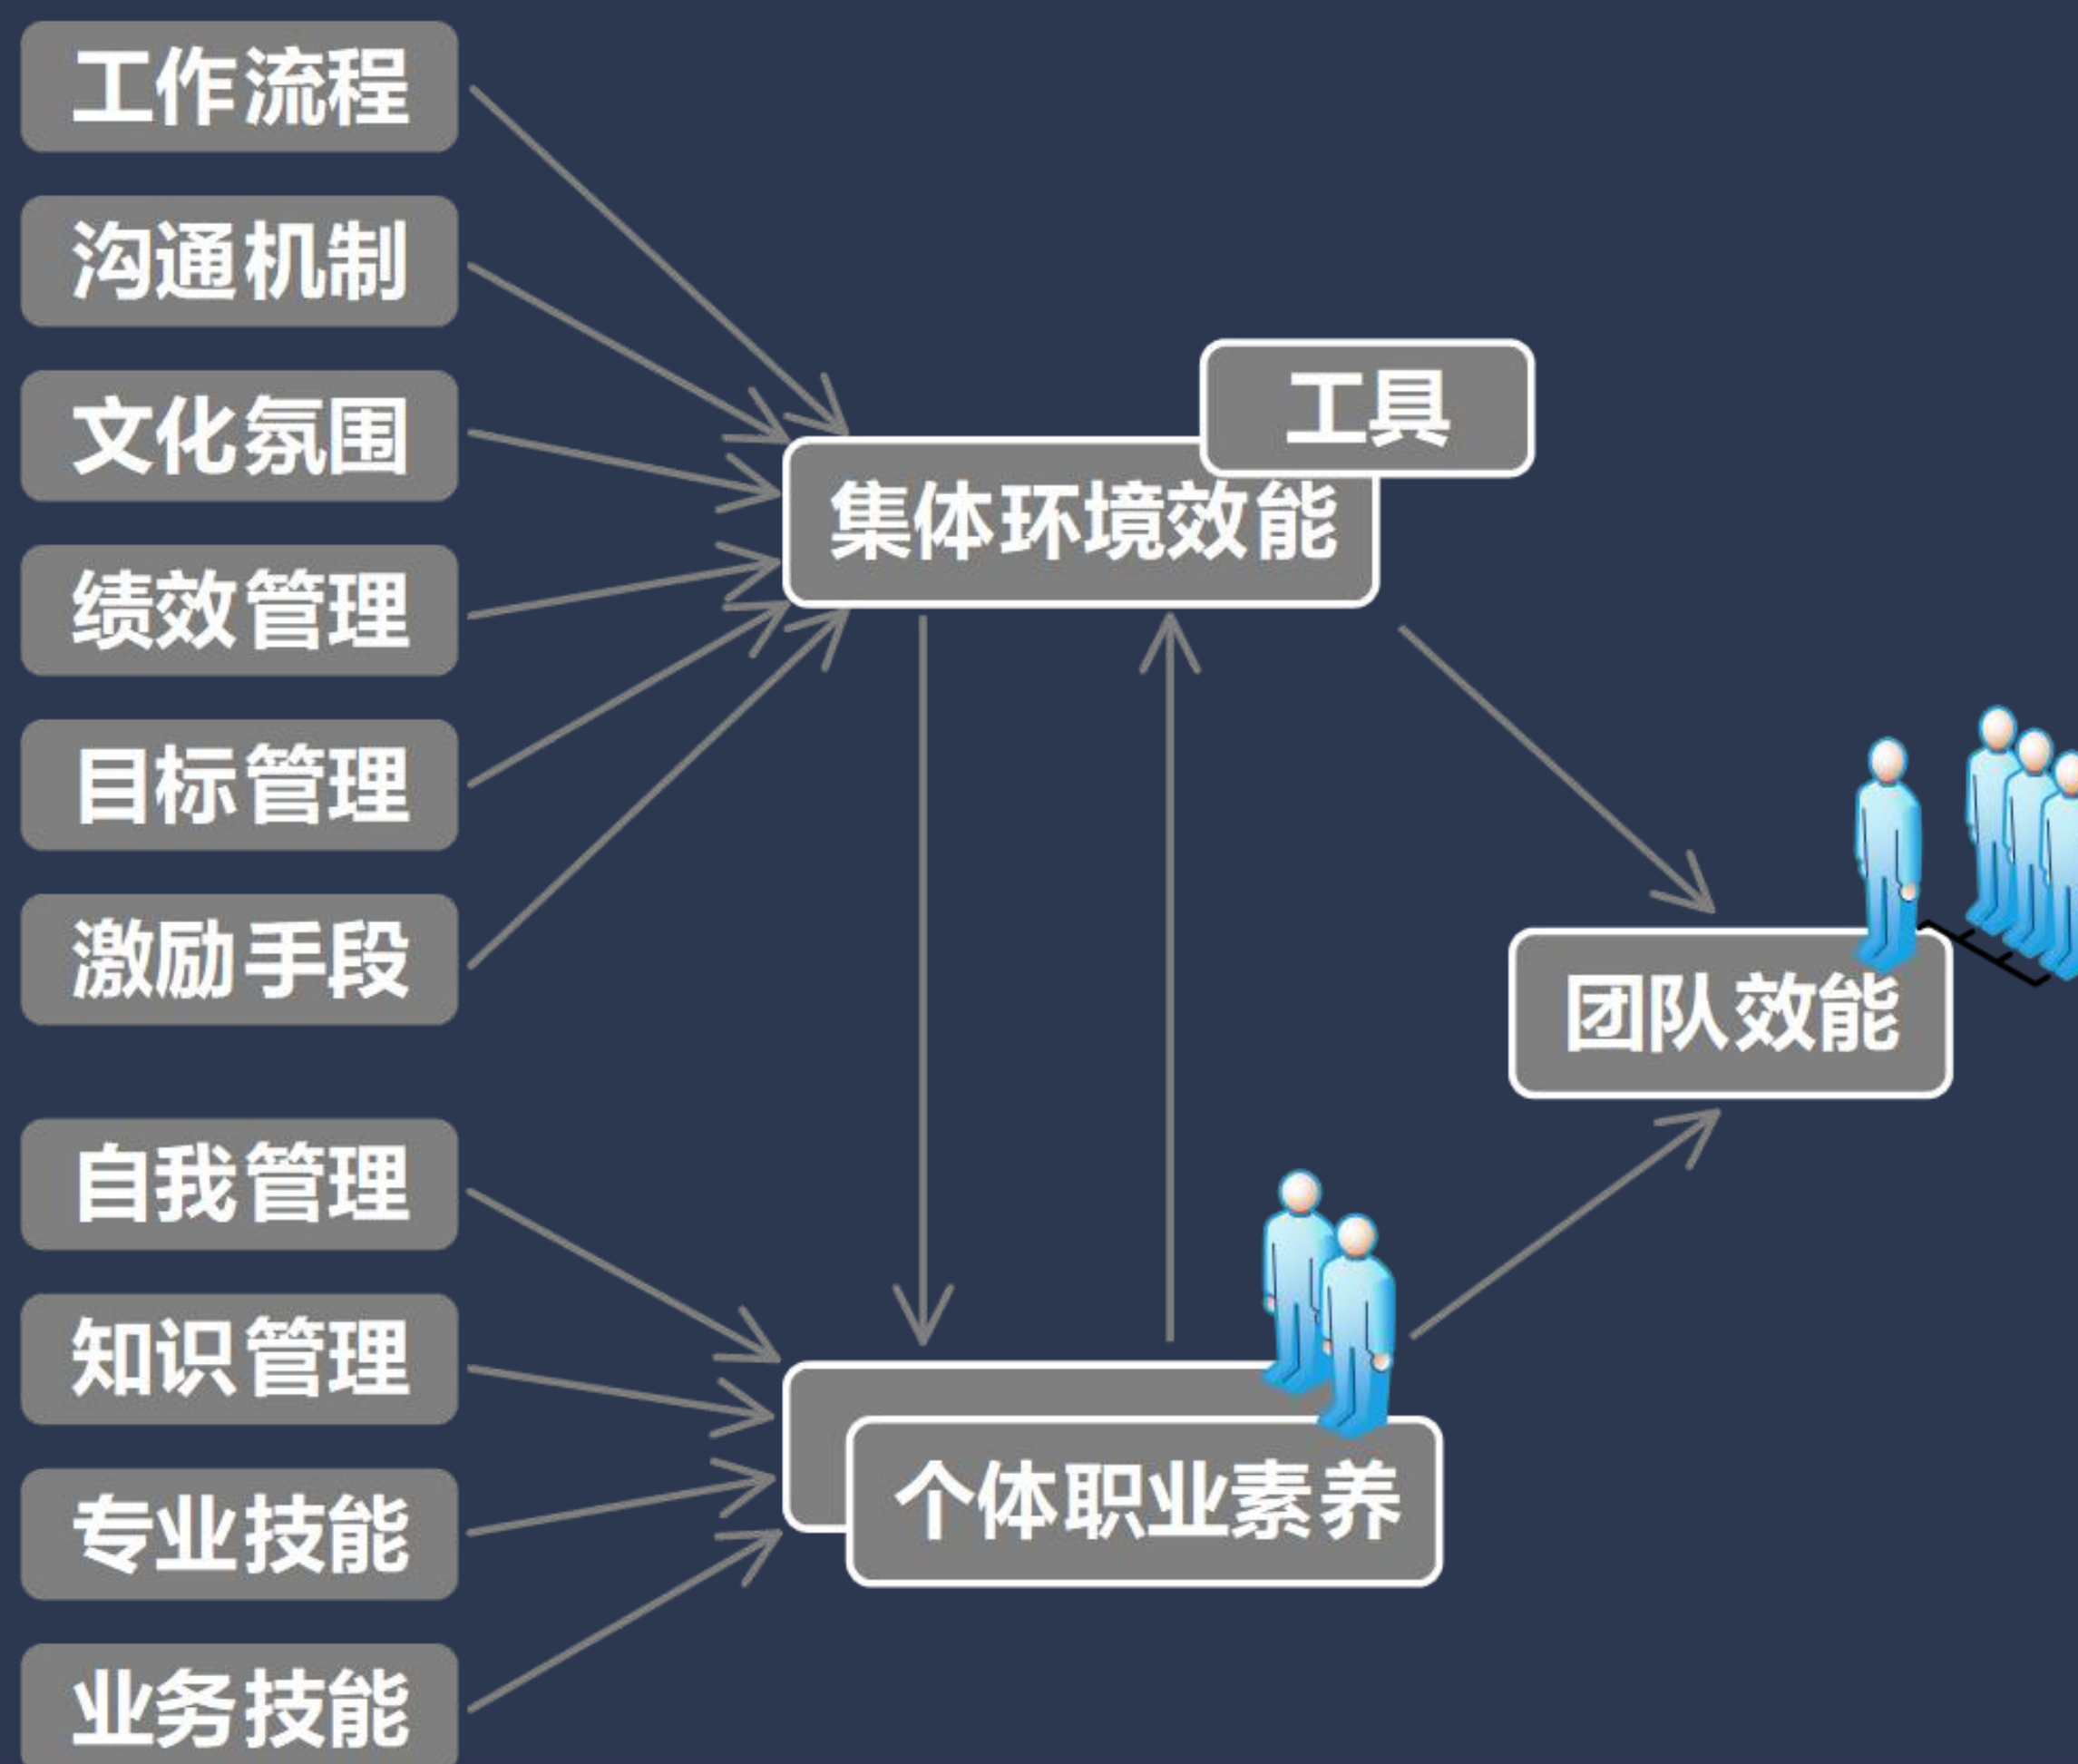 工作流程
沟通机制
文化氛围
绩效管理
目标管理
激励手段
自我管理
知识管理
专业技能
业务技能
工具
集体环境效能
团队效能
个体职业素养